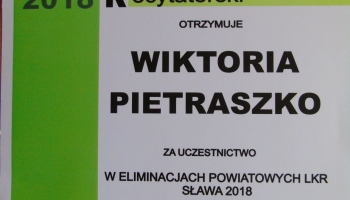 2018
OTRZYMUJE
WIKTORIA
PIETRASZKO
ZA UCZESTNICTWO
W ELIMINACJACH POWIATOWYCH LKR
SŁAWA 2018